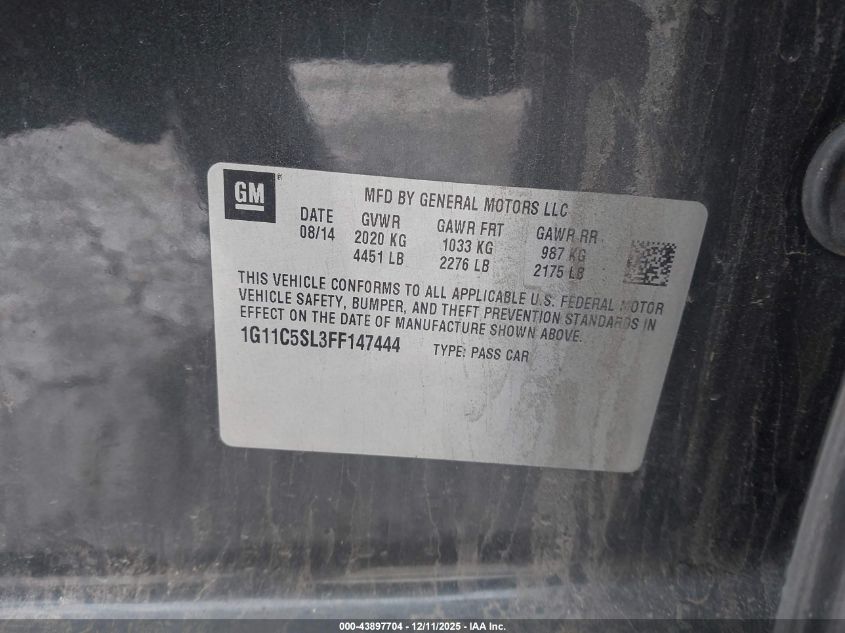 GM
MFD BY GENERAL MOTORS LLC
DATE GVWR GAWR FRT GAWR RR
08/14 2020 KG 1033 KG 987 KG
4451 LB 2276 LB 2175 LB
THIS VEHICLE CONFORMS TO ALL APPLICABLE U.S. FEDERAL MOTOR
VEHICLE SAFETY, BUMPER, AND THEFT PREVENTION STANDARDS IN
EFFECT ON THE DATE OF MANUFACTURE SHOWN ABOVE.
1G11C5SL3FF147444 TYPE: PASS CAR
000-43897704 - 12/11/2025 - IAA Inc.